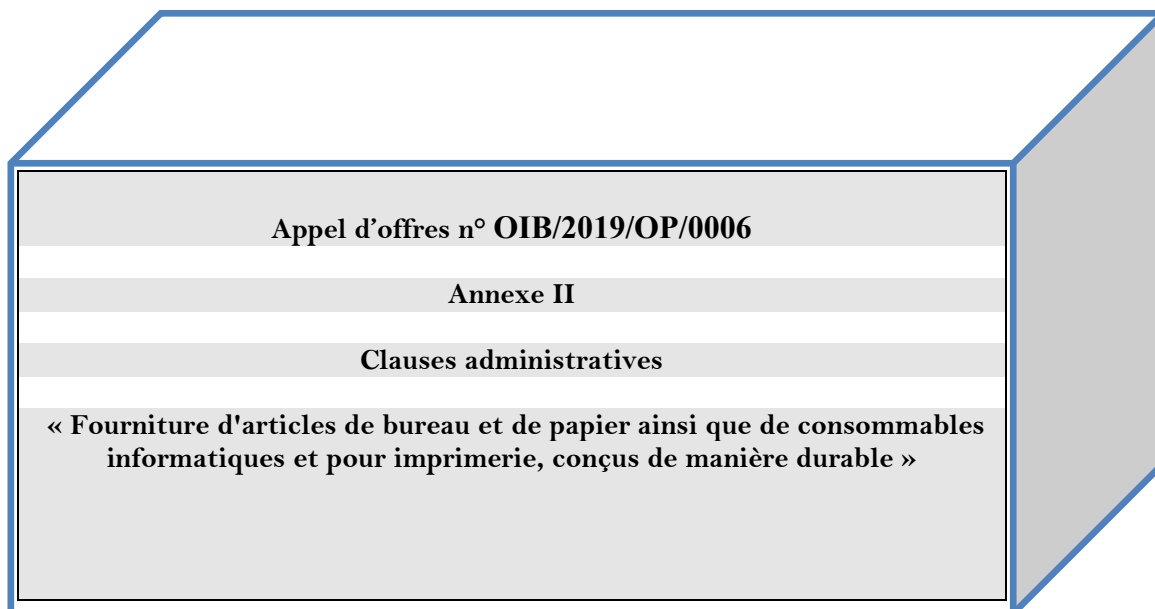 Appel d’offres n° OIB/2019/OP/0006
Annexe II
Clauses administratives
« Fourniture d'articles de bureau et de papier ainsi que de consommables
informatiques et pour imprimerie, conçus de manière durable »